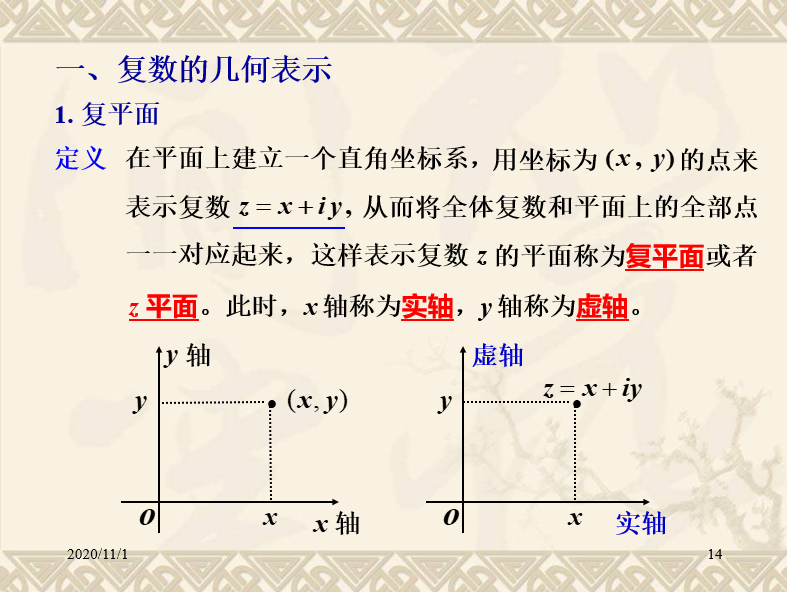 一、复数的几何表示
1. 复平面
定义 在平面上建立一个直角坐标系，用坐标为 (x , y) 的点来
表示复数 z = x + i y , 从而将全体复数和平面上的全部点
一一对应起来，这样表示复数 z 的平面称为复平面或者
z 平面。此时，x 轴称为实轴，y 轴称为虚轴。
y 轴
y
(x, y)
o
x
x 轴
虚轴
z = x + iy
y
o
x
实轴
2020/11/1
14